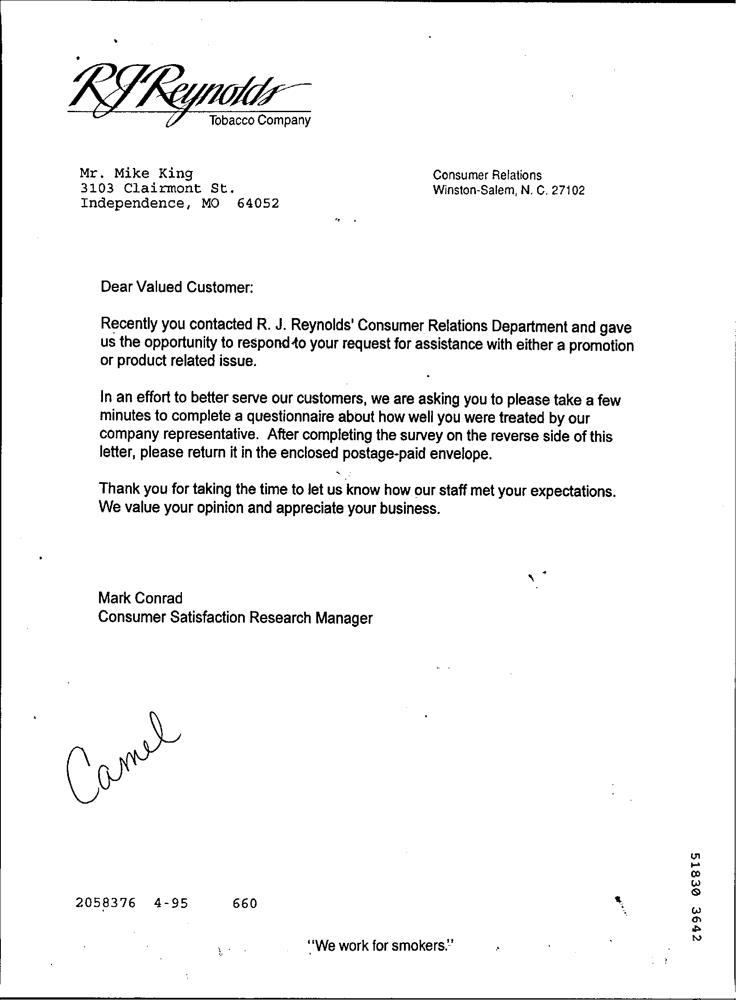 RJReynolds
Tobacco Company
Mr. Mike King
3103 Clairmont St.
Independence, MO 64052
Consumer Relations
Winston-Salem, N. C. 27102
Dear Valued Customer:
Recently you contacted R. J. Reynolds' Consumer Relations Department and gave
us the opportunity to respond to your request for assistance with either a promotion
or product related issue.
In an effort to better serve our customers, we are asking you to please take a few
minutes to complete a questionnaire about how well you were treated by our
company representative. After completing the survey on the reverse side of this
letter, please return it in the enclosed postage-paid envelope.
Thank you for taking the time to let us know how our staff met your expectations.
We value your opinion and appreciate your business.
Mark Conrad
Consumer Satisfaction Research Manager
Camel
2058376 4-95 660
51830 3642
"We work for smokers."